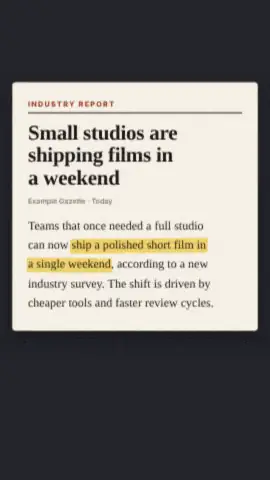 INDUSTRY REPORT
Small studios are
shipping films in
a weekend
Example Gazette · Today
Teams that once needed a full studio
can now ship a polished short film in
a single weekend, according to a new
industry survey. The shift is driven by
cheaper tools and faster review cycles.